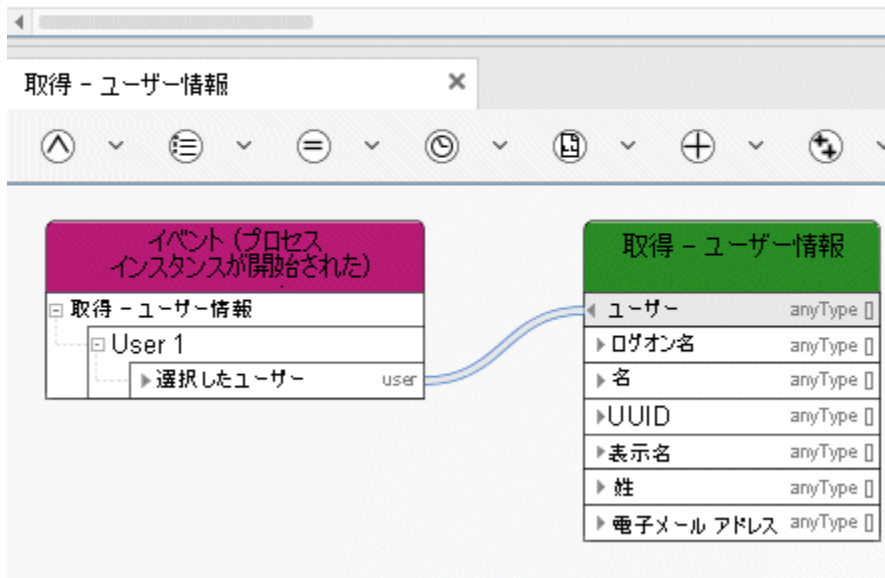 取得 – ユーザー情報
イベント (プロセス
インスタンスが開始された)
取得 – ユーザー情報
User 1
選択したユーザー user
取得 – ユーザー情報
ユーザー anyType []
ログオン名 anyType []
名 anyType []
UUID anyType []
表示名 anyType []
姓 anyType []
電子メール アドレス anyType []